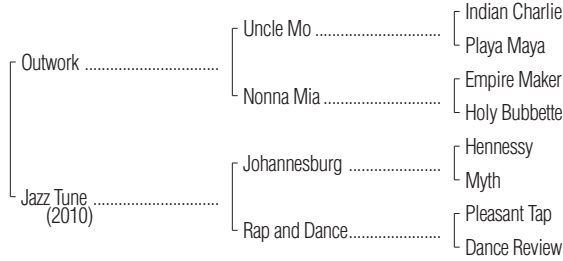 Indian Charlie
Uncle Mo ..................................
Playa Maya
Outwork ....................................
Empire Maker
Nonna Mia ...............................
Holy Bubbette
Hennessy
Johannesburg ........................
Myth
Jazz Tune .................................
(2010)
Pleasant Tap
Rap and Dance........................
Dance Review